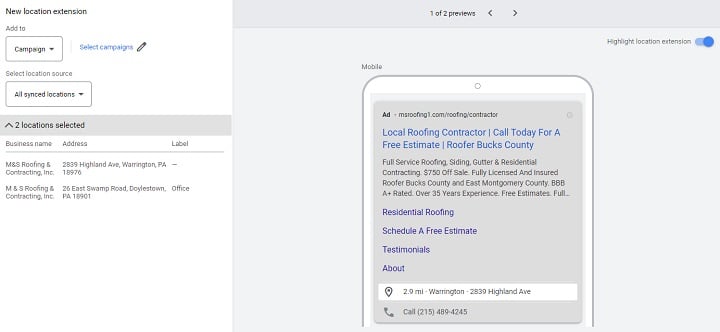 New location extension
Add to
Campaign
Select campaigns
Select location source
All synced locations
2 locations selected
Business name Address Label
M&S Roofing & 2839 Highland Ave, Warrington, PA —
Contracting, Inc. 18976
M & S Roofing & 26 East Swamp Road, Doylestown, Office
Contracting, Inc. PA 18901
1 of 2 previews
Highlight location extension
Mobile
Ad · msroofing1.com/roofing/contractor
Local Roofing Contractor | Call Today For A
Free Estimate | Roofer Bucks County
Full Service Roofing, Siding, Gutter & Residential
Contracting. $750 Off Sale. Fully Licensed And Insured
Roofer Bucks County and East Montgomery County. BBB
A+ Rated. Over 35 Years Experience. Free Estimates. Full...
Residential Roofing
Schedule A Free Estimate
Testimonials
About
2.9 mi · Warrington · 2839 Highland Ave
Call (215) 489-4245